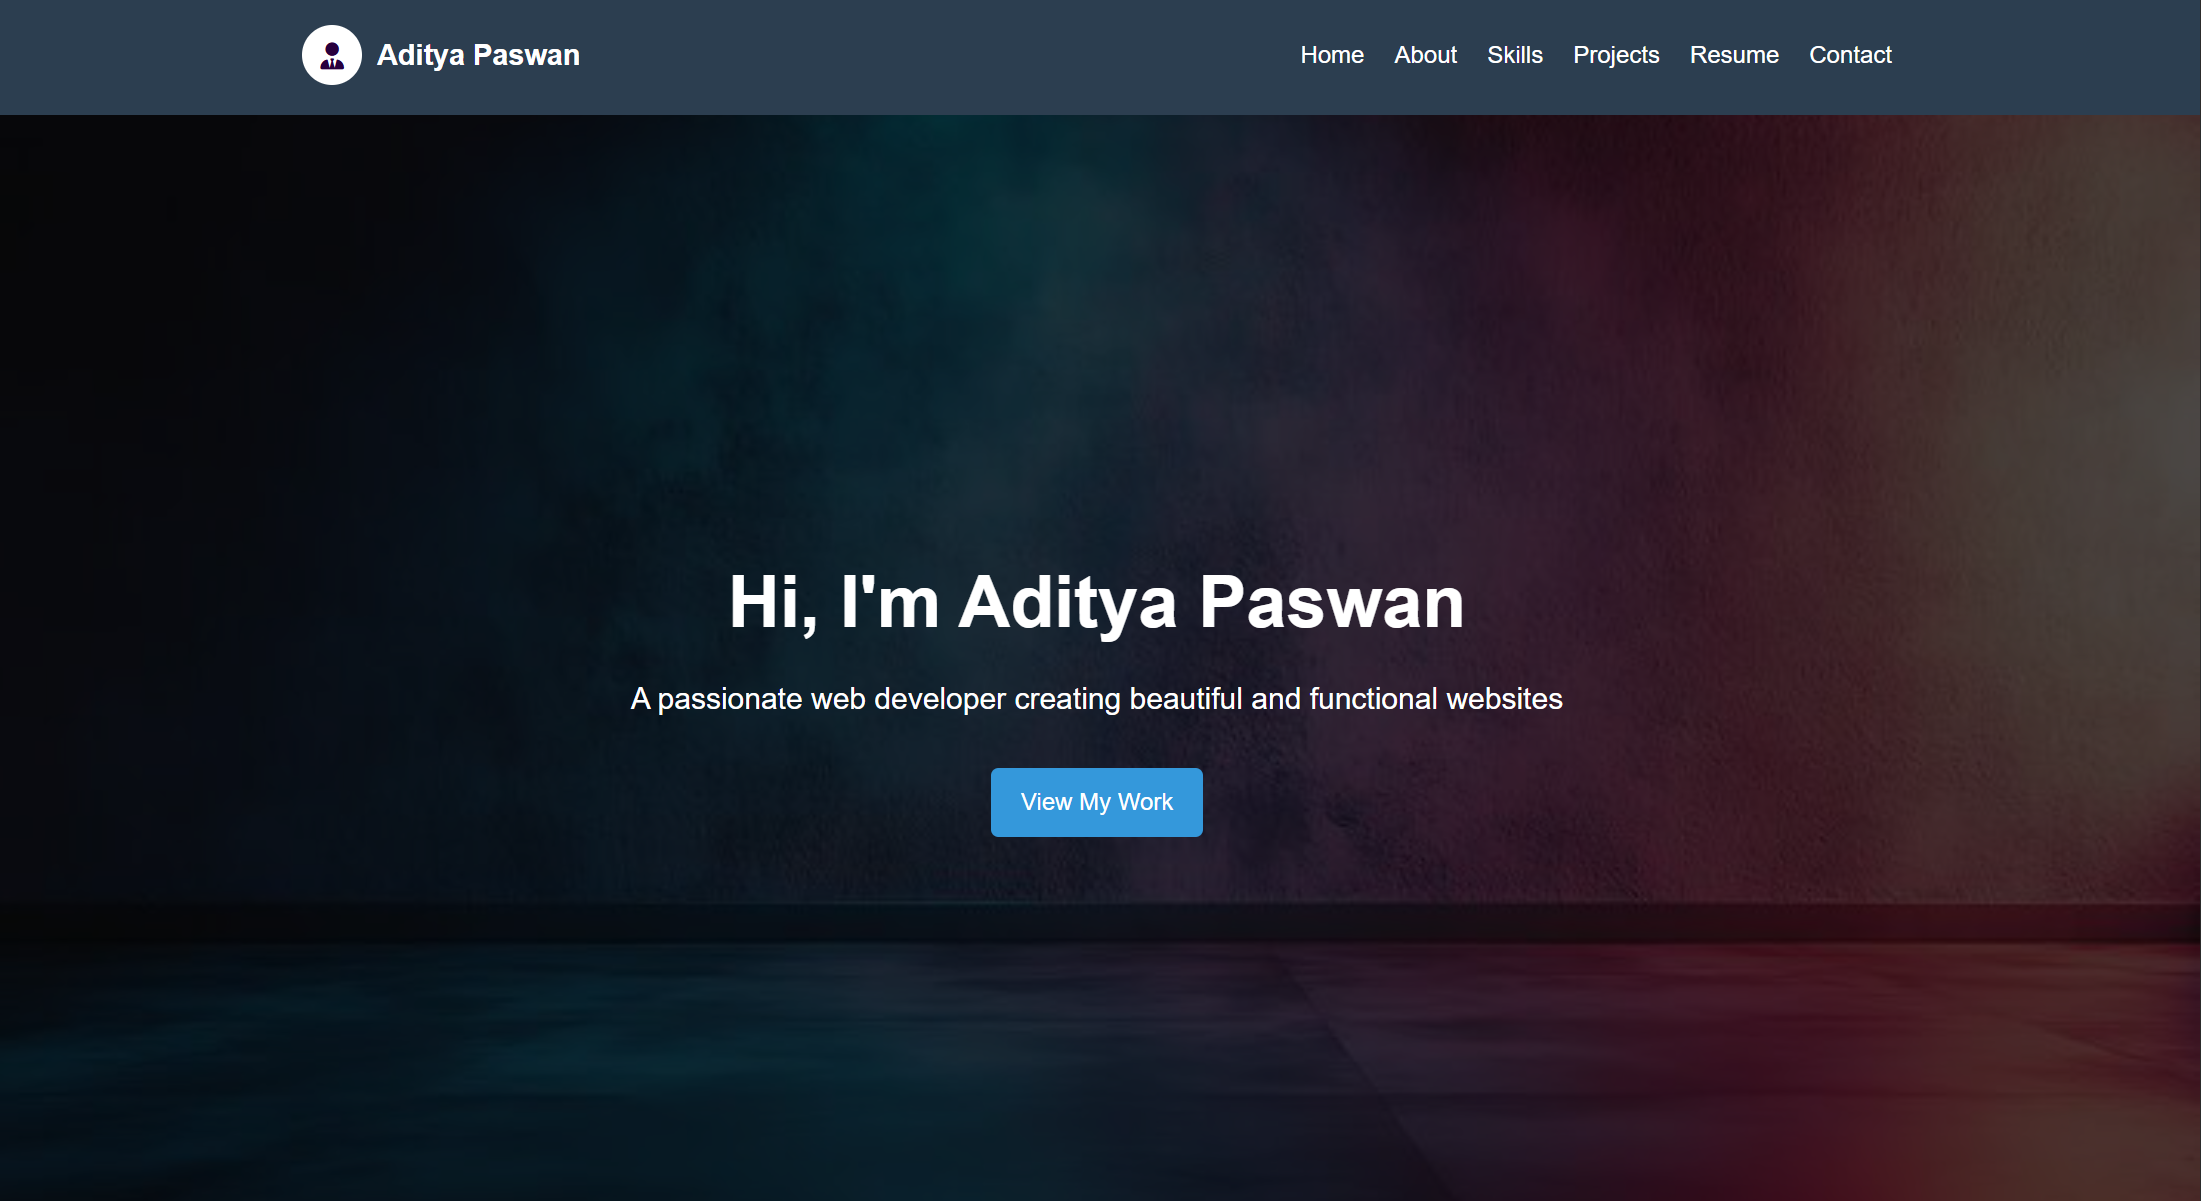 Aditya Paswan
Home About Skills Projects Resume Contact
Hi, I'm Aditya Paswan
A passionate web developer creating beautiful and functional websites
View My Work